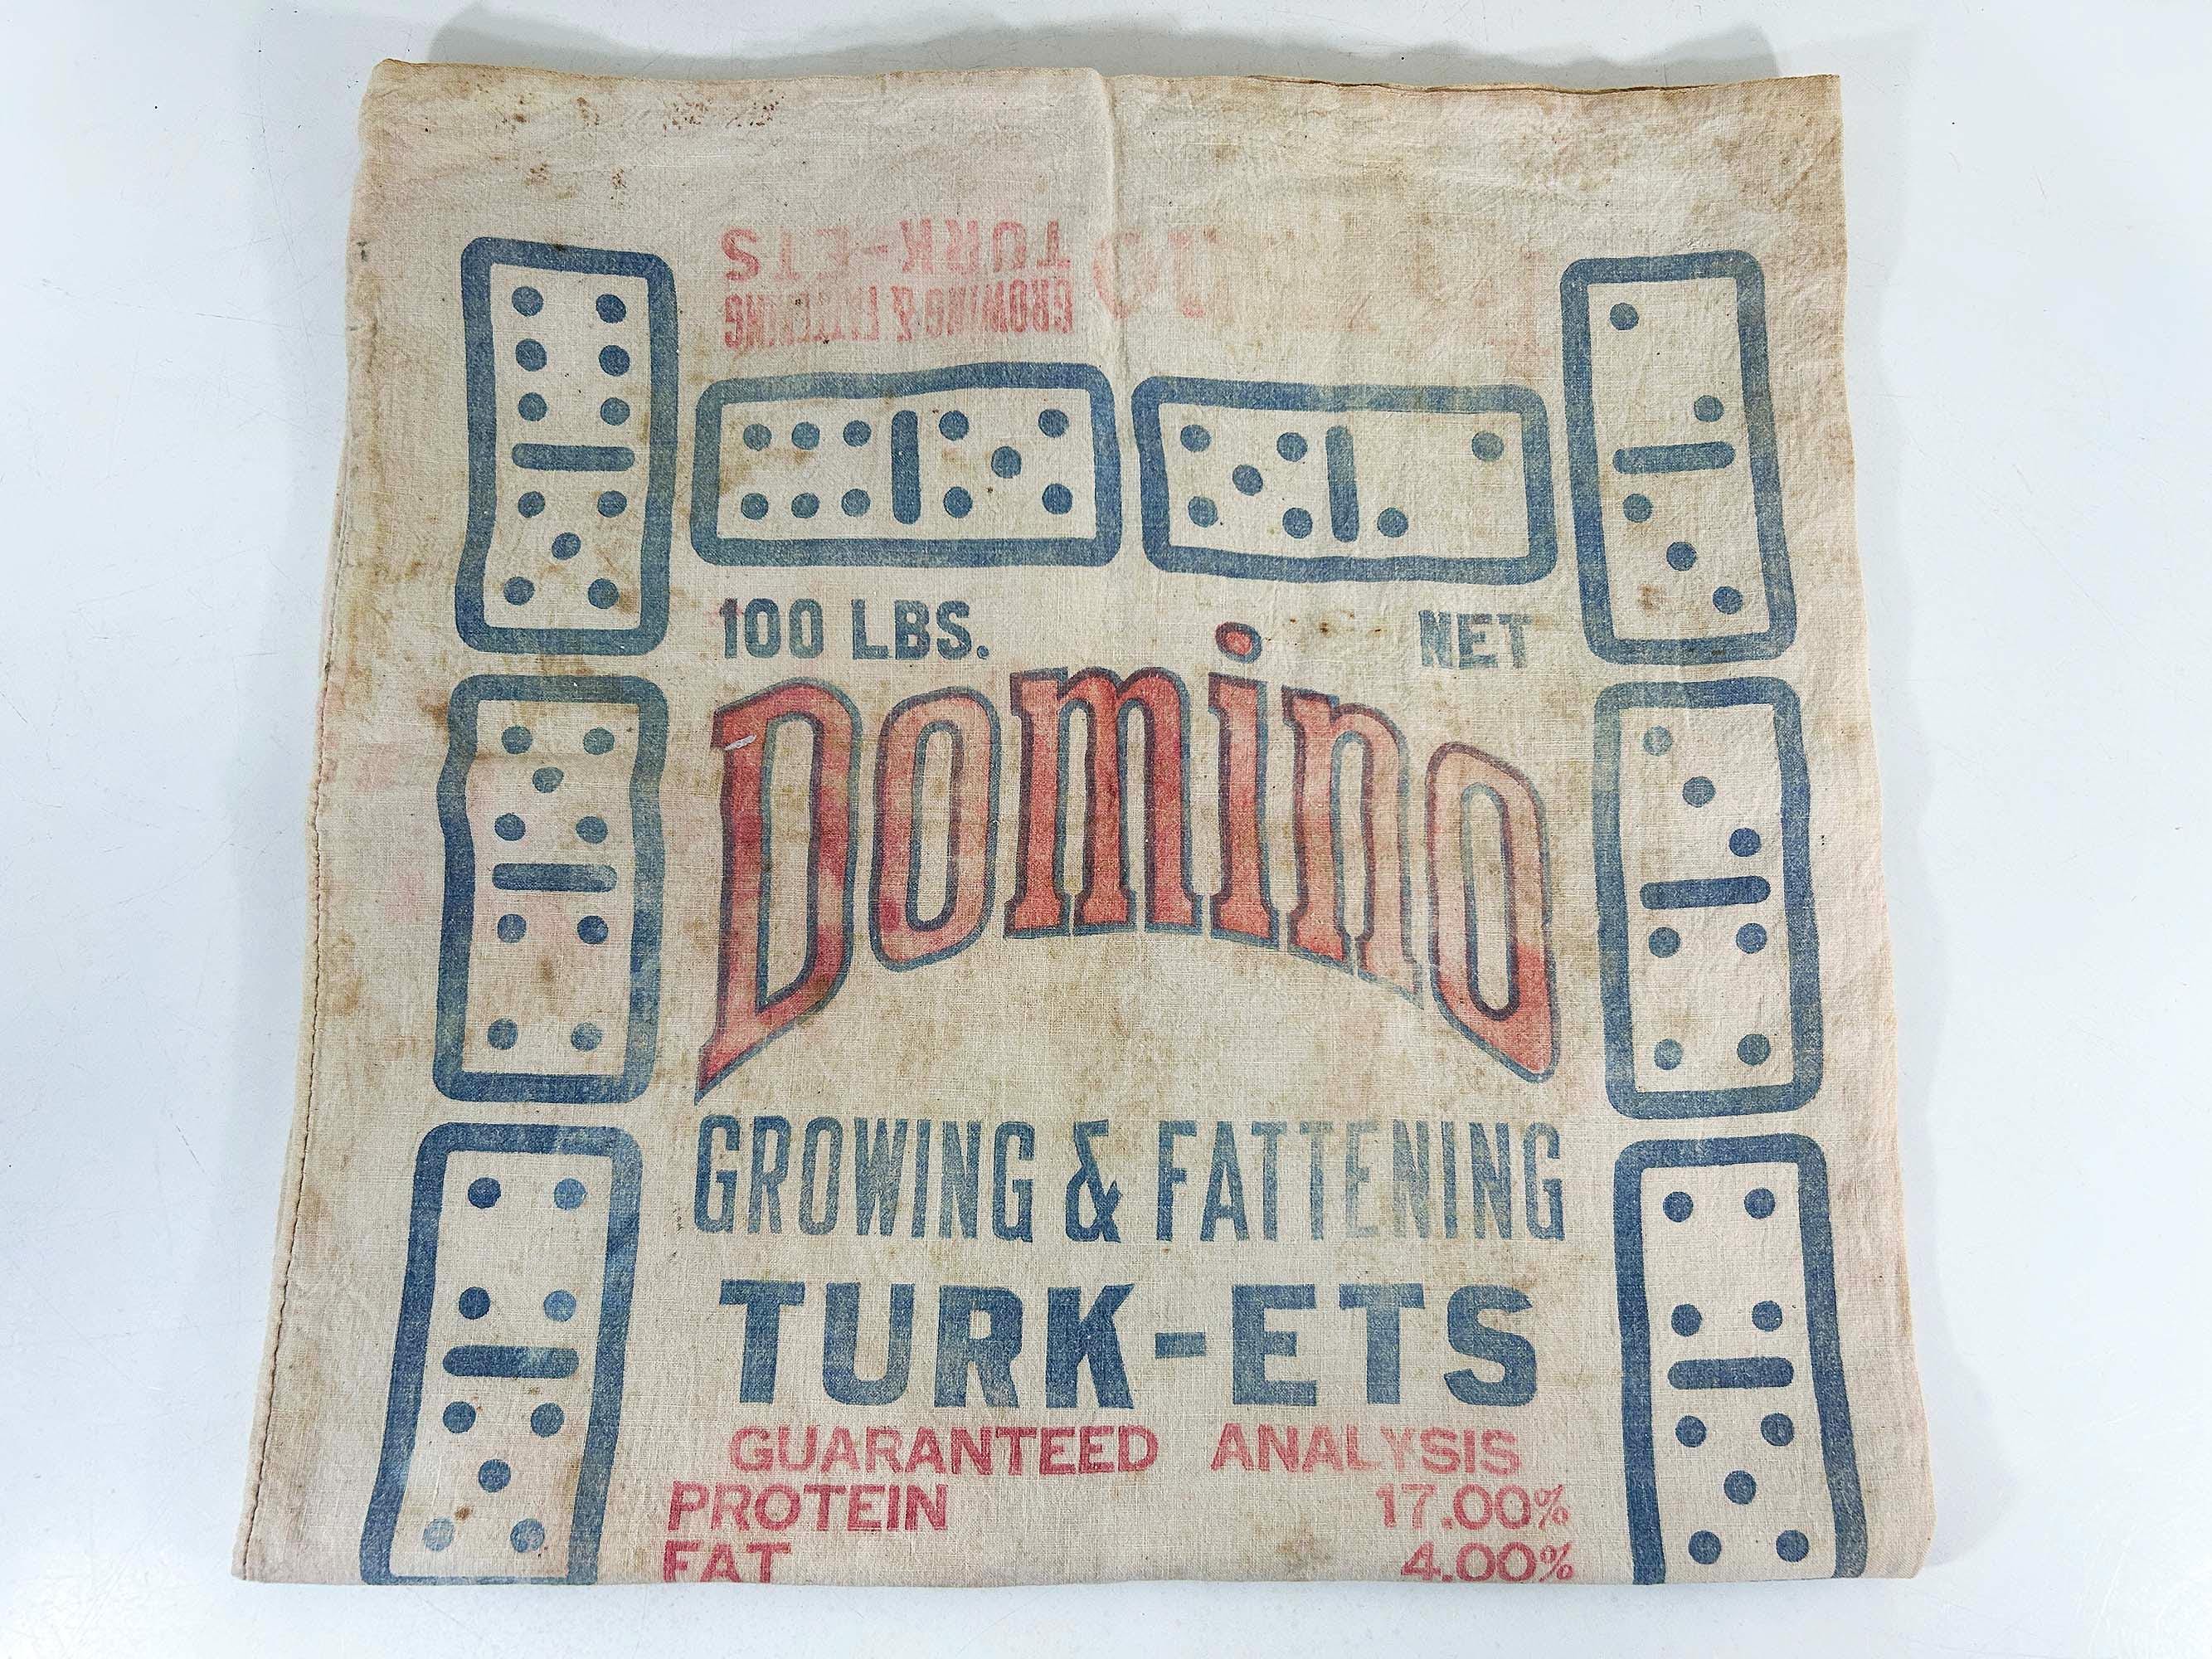 TURK-ETS
GROWING & FATTENING
100 LBS. NET
Domino
GROWING & FATTENING
TURK-ETS
GUARANTEED ANALYSIS
PROTEIN 17.00%
FAT 4.00%